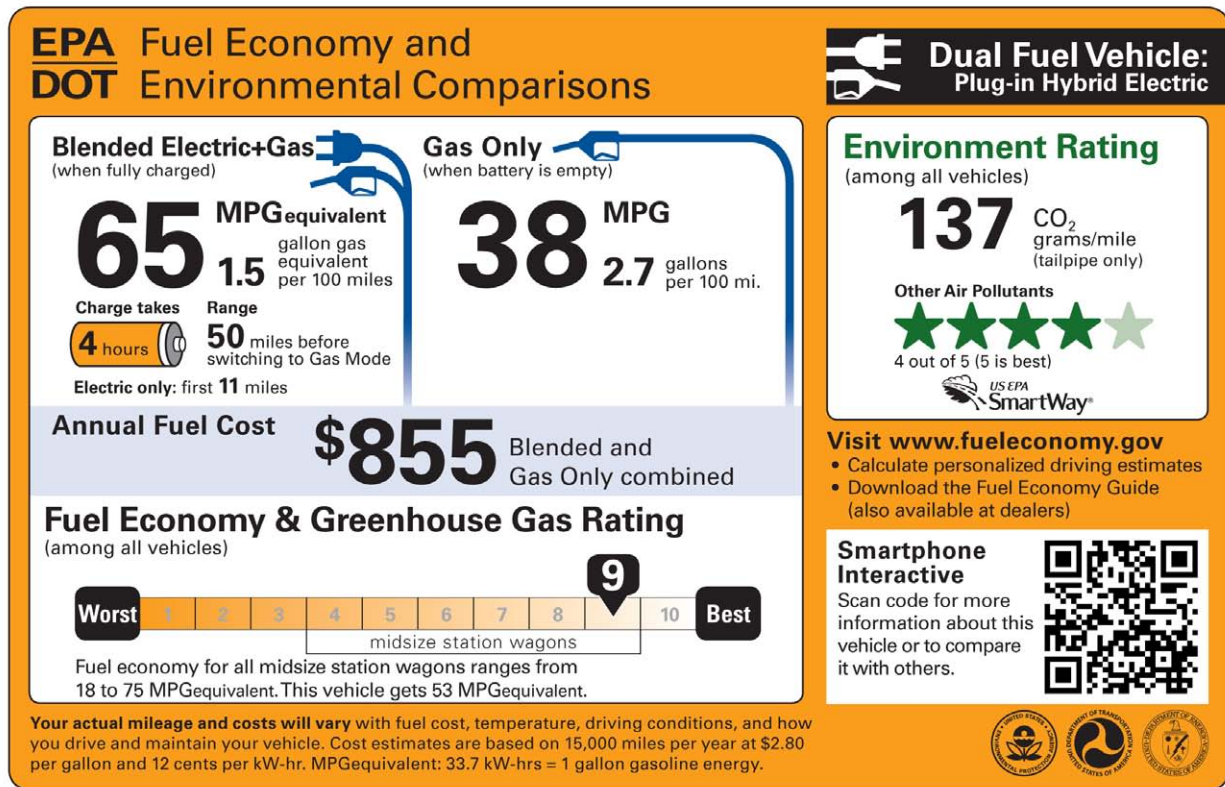 EPA
DOT
Fuel Economy and
Environmental Comparisons
Dual Fuel Vehicle:
Plug-in Hybrid Electric
Blended Electric+Gas
(when fully charged)
65 MPGequivalent
1.5 gallon gas
equivalent
per 100 miles
Charge takes
4 hours
Range
50 miles before
switching to Gas Mode
Electric only: first 11 miles
Gas Only
(when battery is empty)
38 MPG
2.7 gallons
per 100 mi.
Annual Fuel Cost
$855 Blended and
Gas Only combined
Fuel Economy & Greenhouse Gas Rating
(among all vehicles)
9
Worst 1 2 3 4 5 6 7 8 10 Best
midsize station wagons
Fuel economy for all midsize station wagons ranges from
18 to 75 MPGequivalent. This vehicle gets 53 MPGequivalent.
Your actual mileage and costs will vary with fuel cost, temperature, driving conditions, and how
you drive and maintain your vehicle. Cost estimates are based on 15,000 miles per year at $2.80
per gallon and 12 cents per kW-hr. MPGequivalent: 33.7 kW-hrs = 1 gallon gasoline energy.
Environment Rating
(among all vehicles)
137 CO2
grams/mile
(tailpipe only)
Other Air Pollutants
4 out of 5 (5 is best)
US EPA
SmartWay®
Visit www.fueleconomy.gov
• Calculate personalized driving estimates
• Download the Fuel Economy Guide
(also available at dealers)
Smartphone
Interactive
Scan code for more
information about this
vehicle or to compare
it with others.